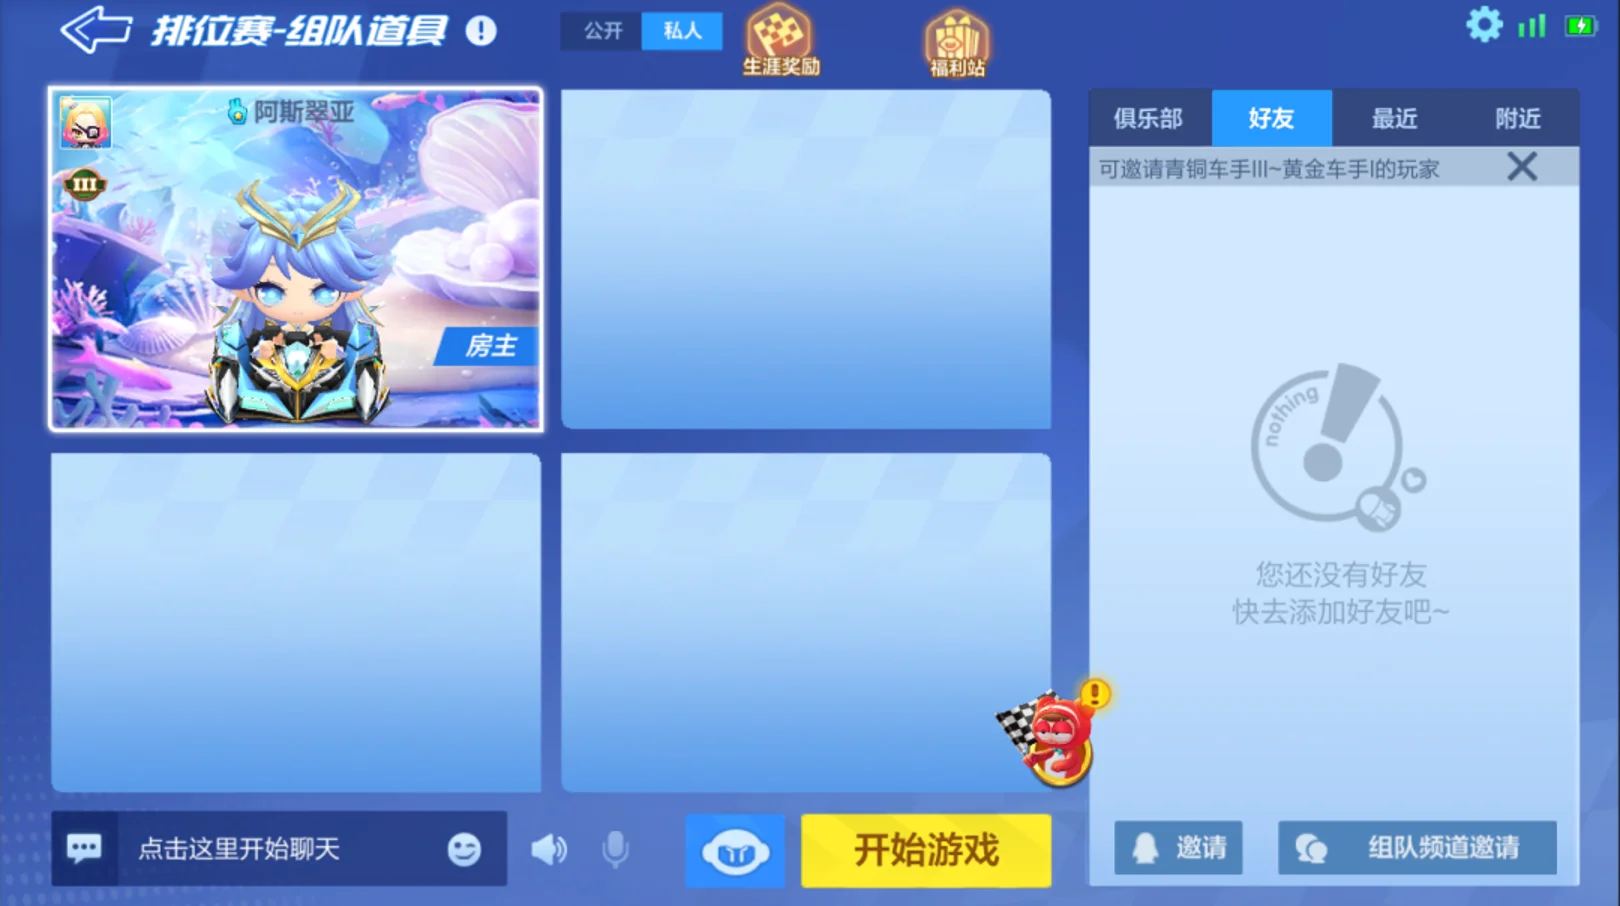 排位赛-组队道具
公开
私人
生涯奖励
福利站
阿斯翠亚
III
房主
俱乐部
好友
最近
附近
可邀请青铜车手III~黄金车手I的玩家
nothing
您还没有好友
快去添加好友吧~
点击这里开始聊天
开始游戏
邀请
组队频道邀请